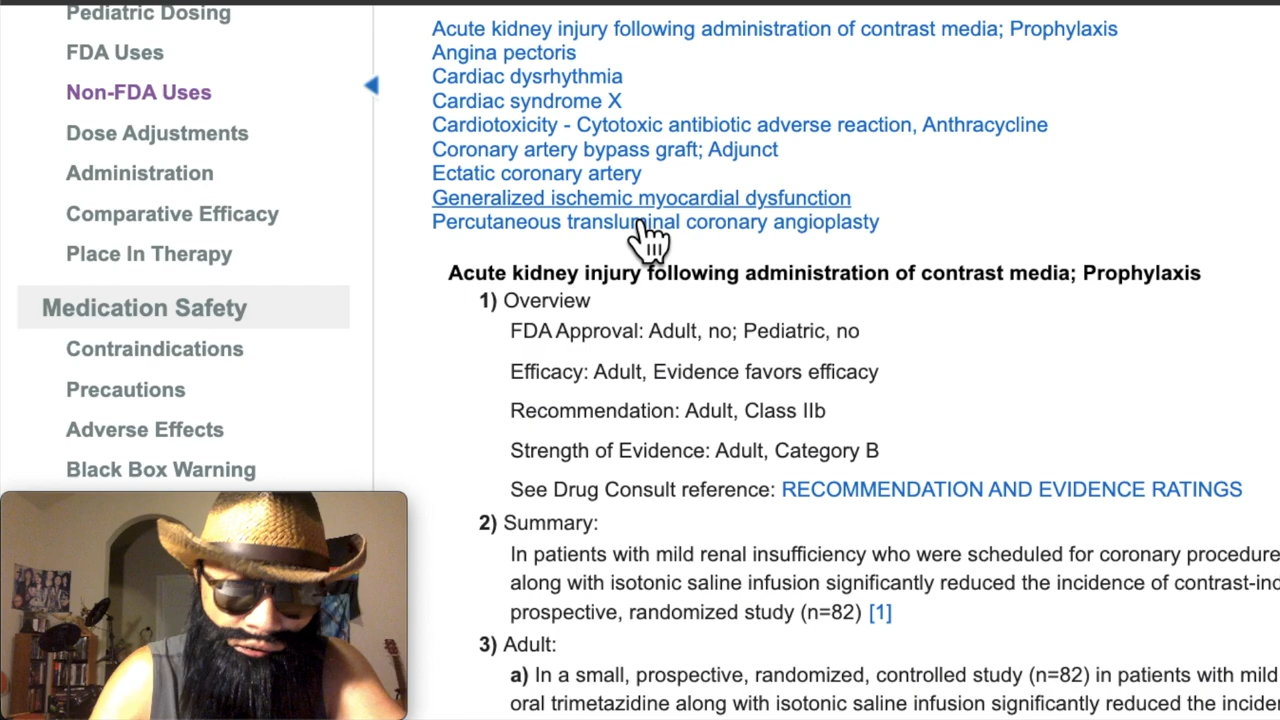 Pediatric Dosing
FDA Uses
Non-FDA Uses
Dose Adjustments
Administration
Comparative Efficacy
Place In Therapy
Medication Safety
Contraindications
Precautions
Adverse Effects
Black Box Warning
Acute kidney injury following administration of contrast media; Prophylaxis
Angina pectoris
Cardiac dysrhythmia
Cardiac syndrome X
Cardiotoxicity - Cytotoxic antibiotic adverse reaction, Anthracycline
Coronary artery bypass graft; Adjunct
Ectatic coronary artery
Generalized ischemic myocardial dysfunction
Percutaneous transluminal coronary angioplasty
Acute kidney injury following administration of contrast media; Prophylaxis
1) Overview
FDA Approval: Adult, no; Pediatric, no
Efficacy: Adult, Evidence favors efficacy
Recommendation: Adult, Class IIb
Strength of Evidence: Adult, Category B
See Drug Consult reference: RECOMMENDATION AND EVIDENCE RATINGS
2) Summary:
In patients with mild renal insufficiency who were scheduled for coronary procedure
along with isotonic saline infusion significantly reduced the incidence of contrast-ind
prospective, randomized study (n=82) [1]
3) Adult:
a) In a small, prospective, randomized, controlled study (n=82) in patients with mild
oral trimetazidine along with isotonic saline infusion significantly reduced the incide